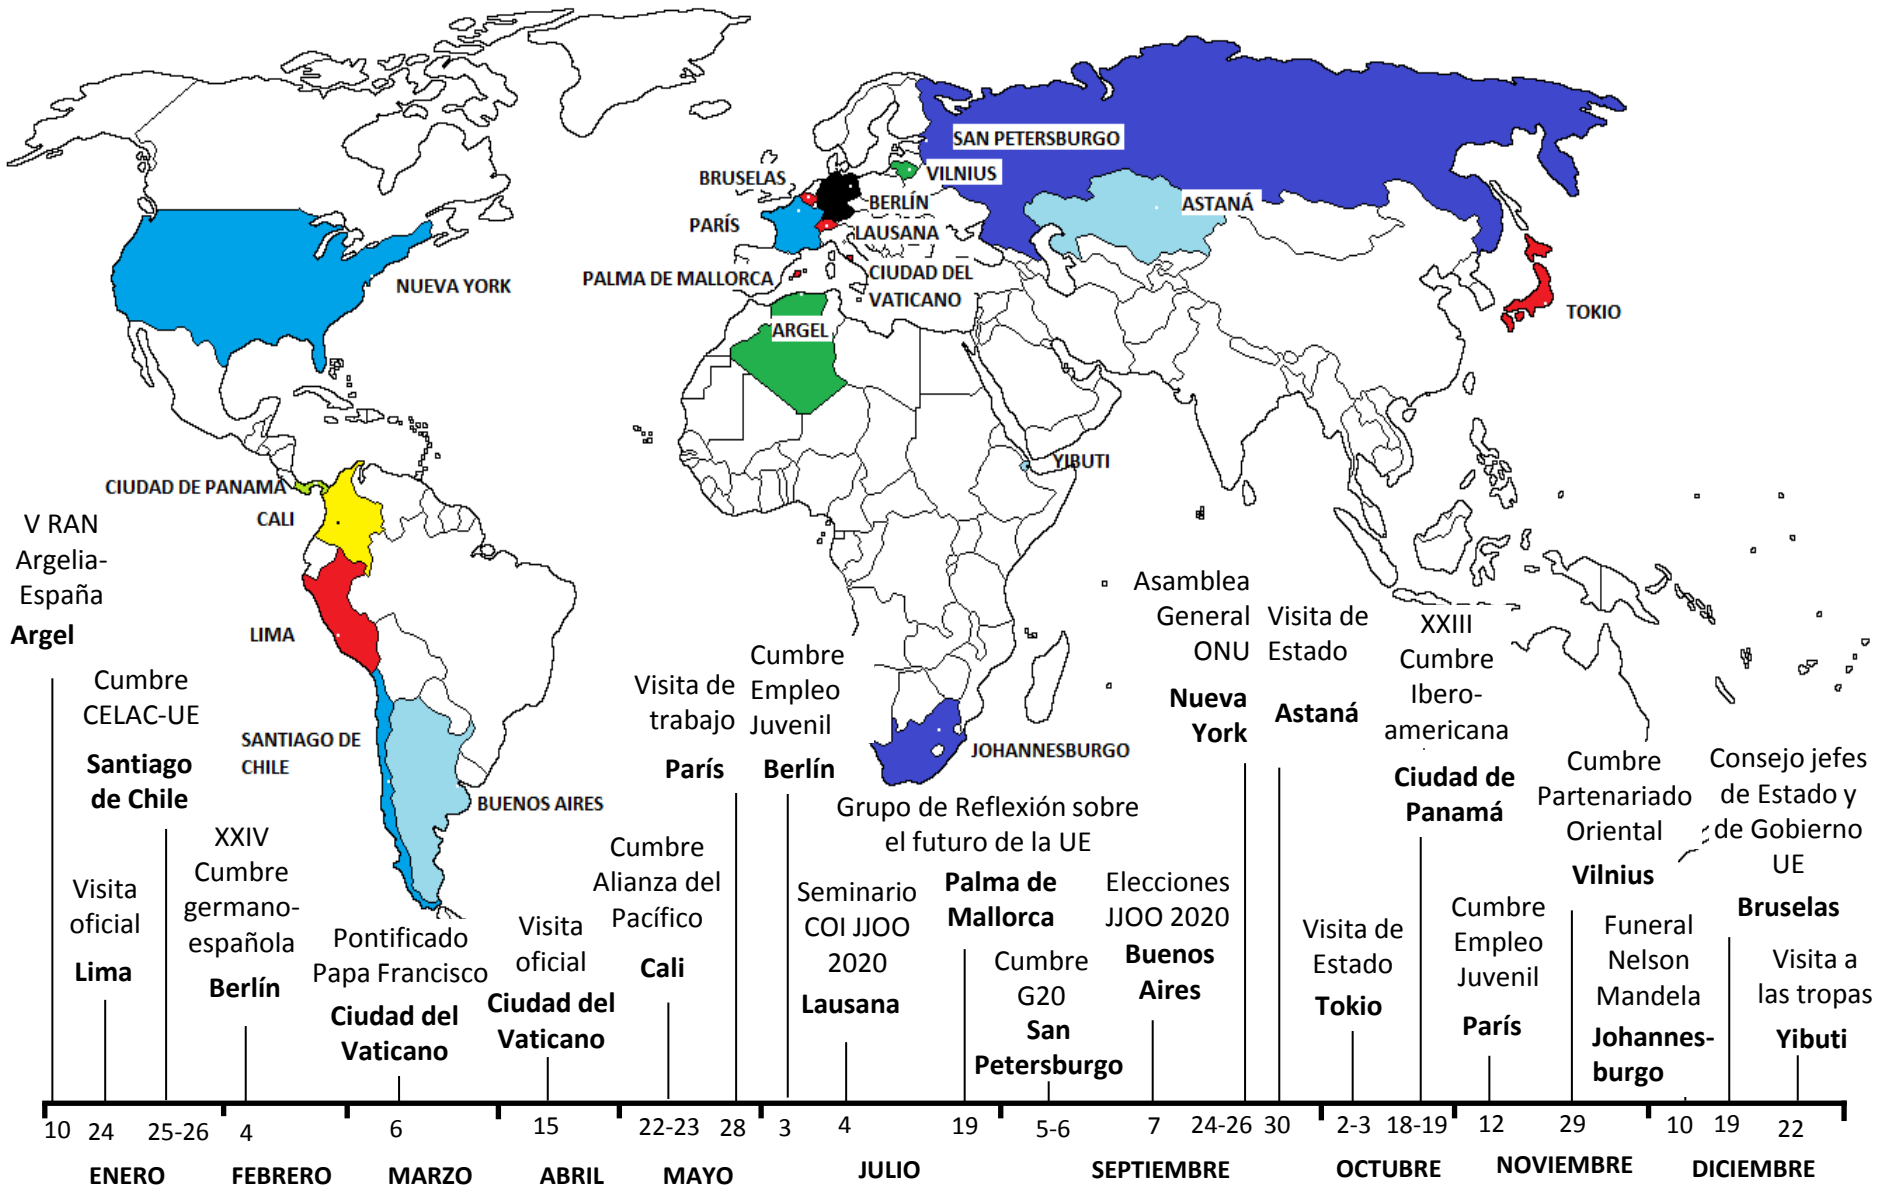 SAN PETERSBURGO
BRUSELAS
VILNIUS
BERLÍN
ASTANÁ
PARÍS
LAUSANA
NUEVA YORK
PALMA DE MALLORCA
CIUDAD DEL
VATICANO
TOKIO
ARGEL
YIBUTI
CIUDAD DE PANAMÁ
CALI
LIMA
SANTIAGO DE
CHILE
BUENOS AIRES
JOHANNESBURGO
V RAN
Argelia-
España
Argel
Visita
oficial
Lima
Cumbre
CELAC-UE
Santiago
de Chile
XXIV
Cumbre
germano-
española
Berlín
Pontificado
Papa Francisco
Ciudad del
Vaticano
Visita
oficial
Ciudad del
Vaticano
Cumbre
Alianza del
Pacífico
Cali
Visita de
trabajo
París
Cumbre
Empleo
Juvenil
Berlín
Seminario
COI JJOO
2020
Lausana
Grupo de Reflexión sobre
el futuro de la UE
Palma de
Mallorca
Cumbre
G20
San
Petersburgo
Elecciones
JJOO 2020
Buenos
Aires
Asamblea
General
ONU
Nueva
York
Visita de
Estado
Astaná
Visita de
Estado
Tokio
XXIII
Cumbre
Ibero-
americana
Ciudad de
Panamá
Cumbre
Empleo
Juvenil
París
Cumbre
Partenariado
Oriental
Vilnius
Funeral
Nelson
Mandela
Johannes-
burgo
Consejo jefes
de Estado y
de Gobierno
UE
Bruselas
Visita a
las tropas
Yibuti
10 24 25-26 4 6 15 22-23 28 3 4 19 5-6 7 24-26 30 2-3 18-19 12 29 10 19 22
ENERO FEBRERO MARZO ABRIL MAYO JULIO SEPTIEMBRE OCTUBRE NOVIEMBRE DICIEMBRE